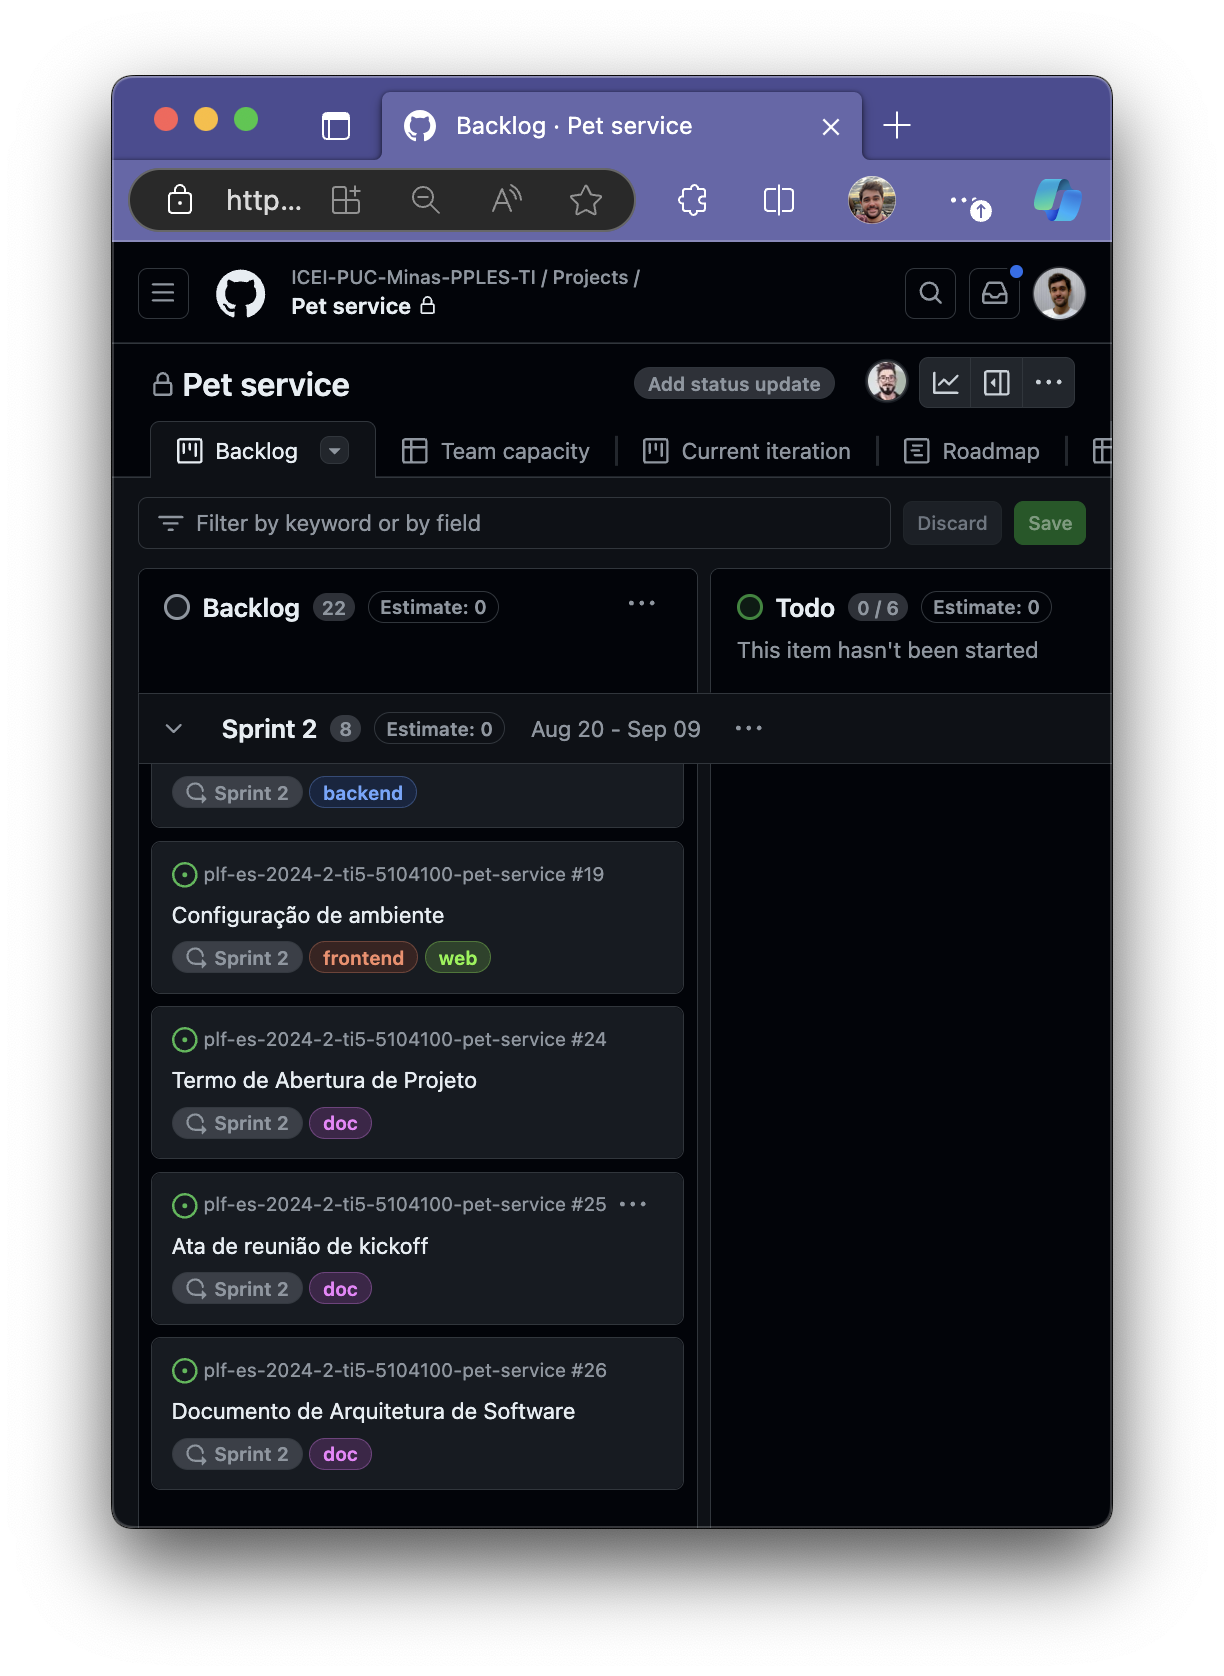 Backlog · Pet service
http...
ICEI-PUC-Minas-PPLES-TI / Projects /
Pet service
Pet service
Add status update
Backlog
Team capacity
Current iteration
Roadmap
Filter by keyword or by field
Discard
Save
Backlog 22 Estimate: 0
Todo 0 / 6 Estimate: 0
This item hasn't been started
Sprint 2 8 Estimate: 0 Aug 20 - Sep 09
Sprint 2 backend
plf-es-2024-2-ti5-5104100-pet-service #19
Configuração de ambiente
Sprint 2 frontend web
plf-es-2024-2-ti5-5104100-pet-service #24
Termo de Abertura de Projeto
Sprint 2 doc
plf-es-2024-2-ti5-5104100-pet-service #25
Ata de reunião de kickoff
Sprint 2 doc
plf-es-2024-2-ti5-5104100-pet-service #26
Documento de Arquitetura de Software
Sprint 2 doc